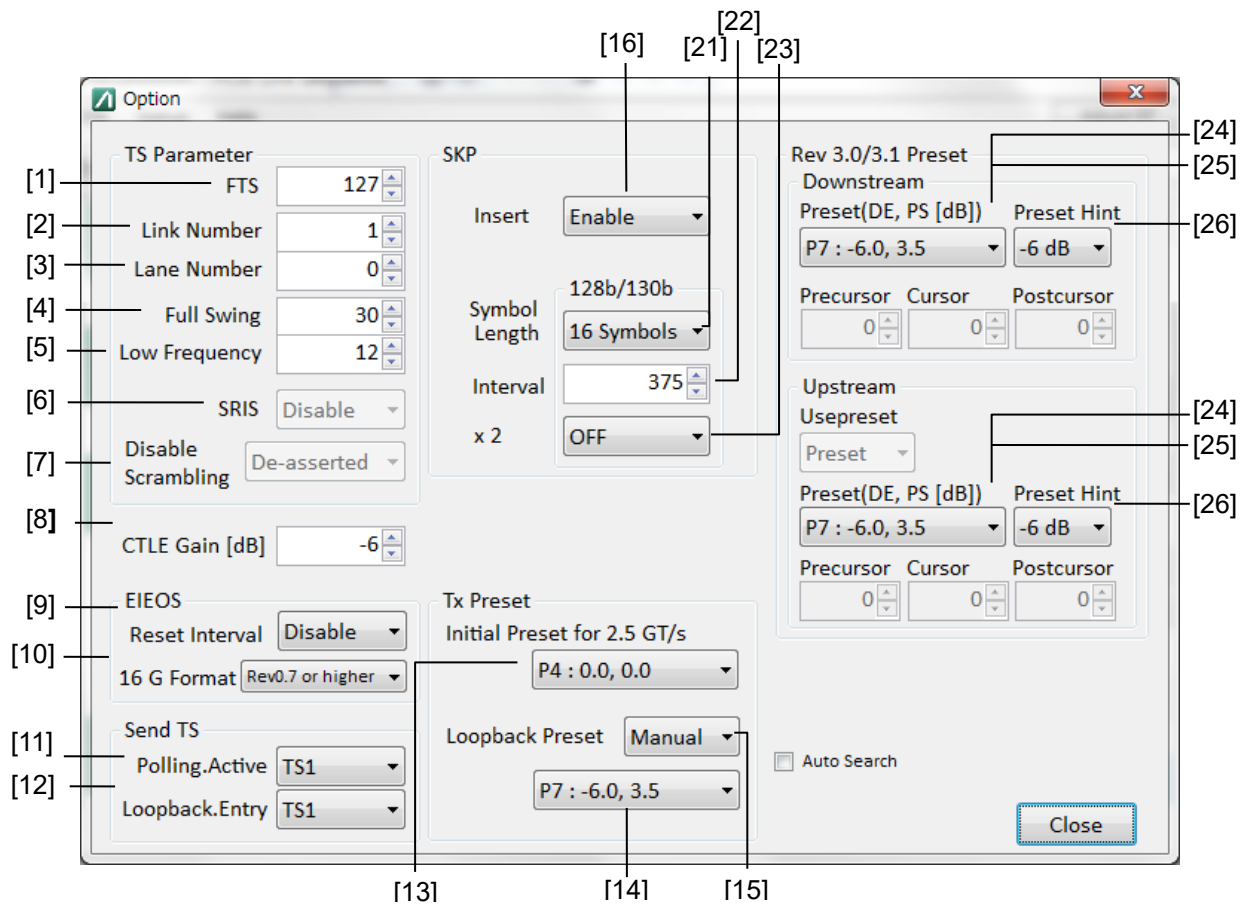 [22]
[16] [21] [23]
Option
TS Parameter
[1] FTS 127
[2] Link Number 1
[3] Lane Number 0
[4] Full Swing 30
[5] Low Frequency 12
[6] SRIS Disable
[7] Disable Scrambling De-asserted
[8] CTLE Gain [dB] -6
[9] EIEOS
Reset Interval Disable
[10] 16 G Format Rev0.7 or higher
Send TS
[11] Polling.Active TS1
[12] Loopback.Entry TS1
SKP
Insert Enable
128b/130b
Symbol Length 16 Symbols
Interval 375
x 2 OFF
Tx Preset
Initial Preset for 2.5 GT/s
P4 : 0.0, 0.0
Loopback Preset Manual
P7 : -6.0, 3.5
[13] [14] [15]
Rev 3.0/3.1 Preset
Downstream
Preset(DE, PS [dB]) Preset Hint
P7 : -6.0, 3.5 -6 dB
Precursor Cursor Postcursor
0 0 0
[24]
[25]
[26]
Upstream
Usepreset
Preset
Preset(DE, PS [dB]) Preset Hint
P7 : -6.0, 3.5 -6 dB
Precursor Cursor Postcursor
0 0 0
[24]
[25]
[26]
Auto Search
Close